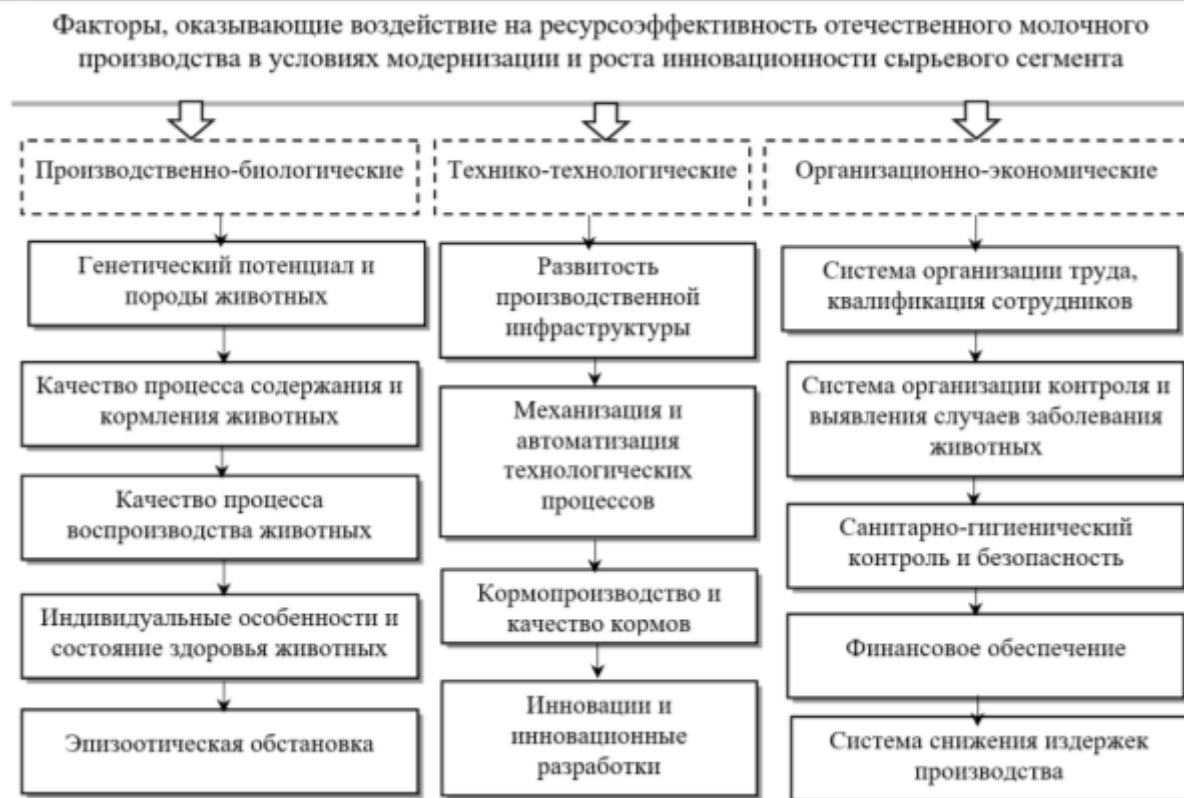 Факторы, оказывающие воздействие на ресурсоэффективность отечественного молочного
производства в условиях модернизации и роста инновационности сырьевого сегмента
Производственно-биологические
Генетический потенциал и
породы животных
Качество процесса содержания и
кормления животных
Качество процесса
воспроизводства животных
Индивидуальные особенности и
состояние здоровья животных
Эпизоотическая обстановка
Технико-технологические
Развитость
производственной
инфраструктуры
Механизация и
автоматизация
технологических
процессов
Кормопроизводство и
качество кормов
Инновации и
инновационные
разработки
Организационно-экономические
Система организации труда,
квалификация сотрудников
Система организации контроля и
выявления случаев заболевания
животных
Санитарно-гигиенический
контроль и безопасность
Финансовое обеспечение
Система снижения издержек
производства